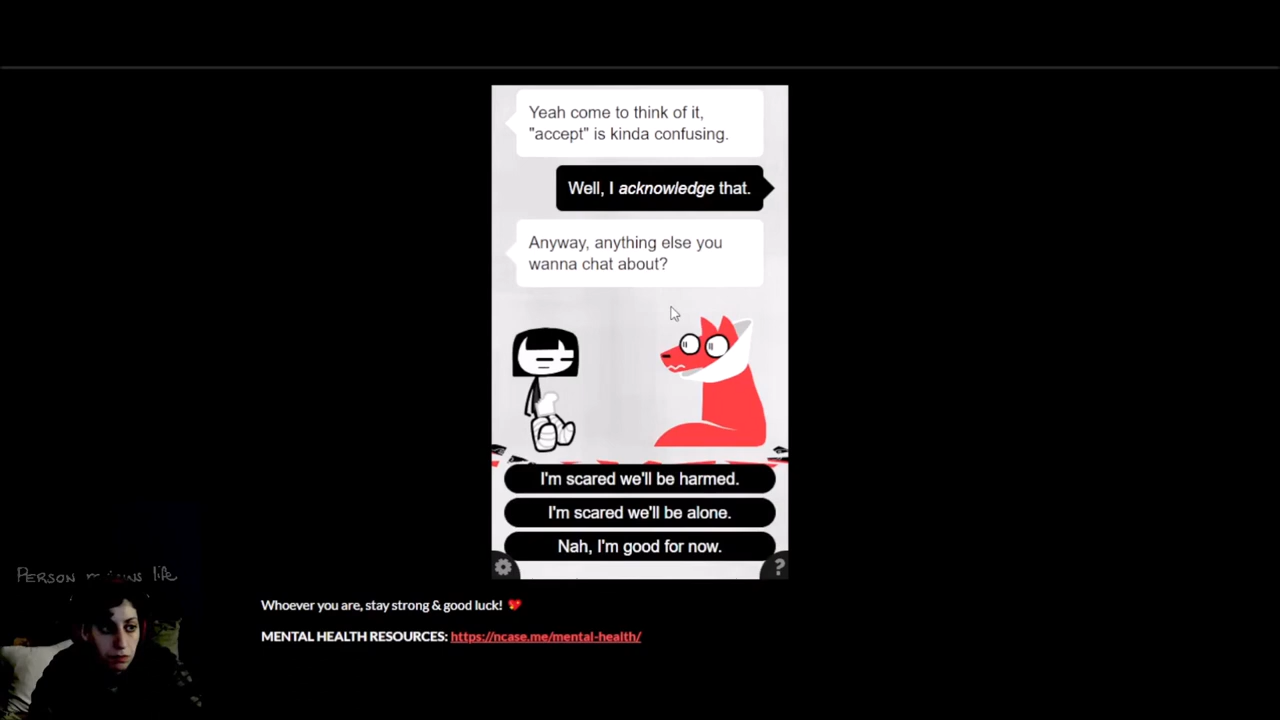 Yeah come to think of it,
"accept" is kinda confusing.
Well, I acknowledge that.
Anyway, anything else you
wanna chat about?
I'm scared we'll be harmed.
I'm scared we'll be alone.
Nah, I'm good for now.
?
PERSON life
Whoever you are, stay strong & good luck!
MENTAL HEALTH RESOURCES: https://ncase.me/mental-health/